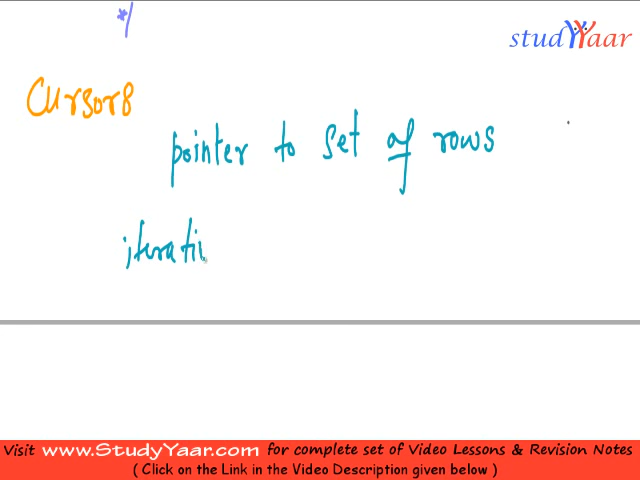 */
studYYaar
Cursors
pointer to set of rows
iterati
Visit www.StudyYaar.com for complete set of Video Lessons & Revision Notes
( Click on the Link in the Video Description given below )